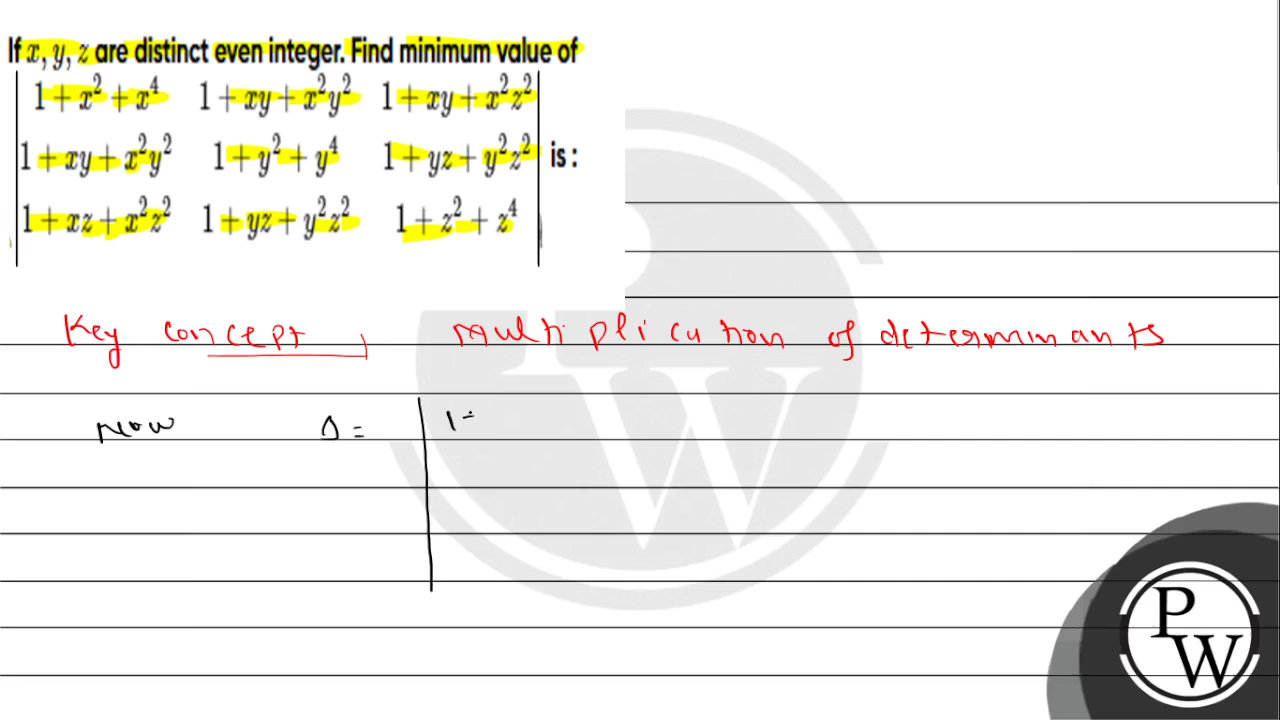 If x, y, z are distinct even integer. Find minimum value of
| 1 + x² + x⁴   1 + xy + x²y²   1 + xy + x²z² |
| 1 + xy + x²y²   1 + y² + y⁴   1 + yz + y²z² | is :
| 1 + xz + x²z²   1 + yz + y²z²   1 + z² + z⁴ |
Key concept, multiplication of determinants
Now Δ = | 1+
PW